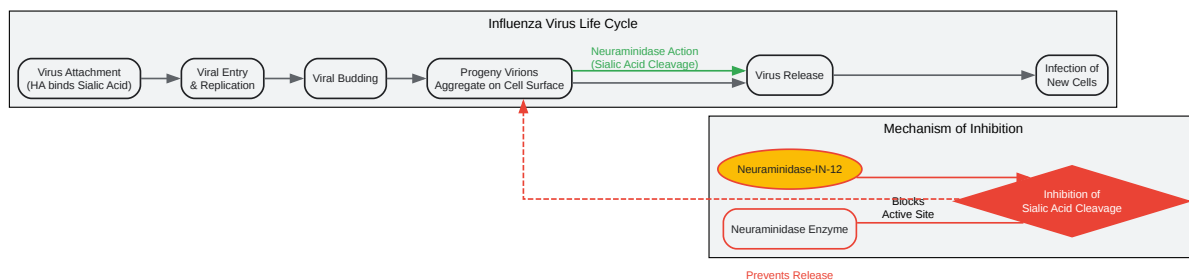 Influenza Virus Life Cycle
Virus Attachment
(HA binds Sialic Acid)
Viral Entry
& Replication
Viral Budding
Progeny Virions
Aggregate on Cell Surface
Neuraminidase Action
(Sialic Acid Cleavage)
Virus Release
Infection of
New Cells
Mechanism of Inhibition
Neuraminidase-IN-12
Inhibition of
Sialic Acid Cleavage
Blocks
Active Site
Neuraminidase Enzyme
Prevents Release